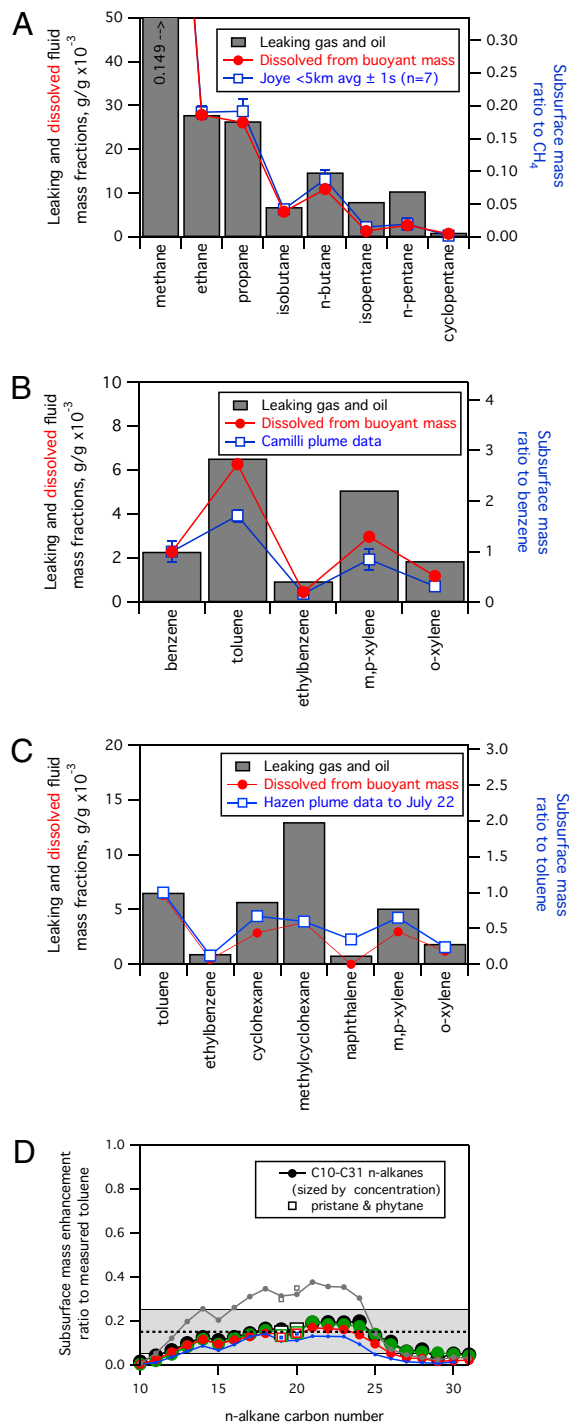 A
Leaking and dissolved fluid
mass fractions, g/g x10⁻³
50
40
30
20
10
0
0.149 -->
Leaking gas and oil
Dissolved from buoyant mass
Joye <5km avg ± 1s (n=7)
0.30
0.20
0.15
0.10
0.05
0.00
Subsurface mass
ratio to CH₄
methane
ethane
propane
isobutane
n-butane
isopentane
n-pentane
cyclopentane
B
Leaking and dissolved fluid
mass fractions, g/g x10⁻³
10
8
6
4
2
0
Leaking gas and oil
Dissolved from buoyant mass
Camilli plume data
4
3
2
1
0
Subsurface mass
ratio to benzene
benzene
toluene
ethylbenzene
m,p-xylene
o-xylene
C
Leaking and dissolved fluid
mass fractions, g/g x10⁻³
20
15
10
5
0
Leaking gas and oil
Dissolved from buoyant mass
Hazen plume data to July 22
3.0
2.5
2.0
1.5
1.0
0.5
0.0
Subsurface mass
ratio to toluene
toluene
ethylbenzene
cyclohexane
methylcyclohexane
naphthalene
m,p-xylene
o-xylene
D
Subsurface mass enhancement
ratio to measured toluene
1.0
0.8
0.6
0.4
0.2
0.0
C10-C31 n-alkanes
(sized by concentration)
pristane & phytane
10
15
20
25
30
n-alkane carbon number